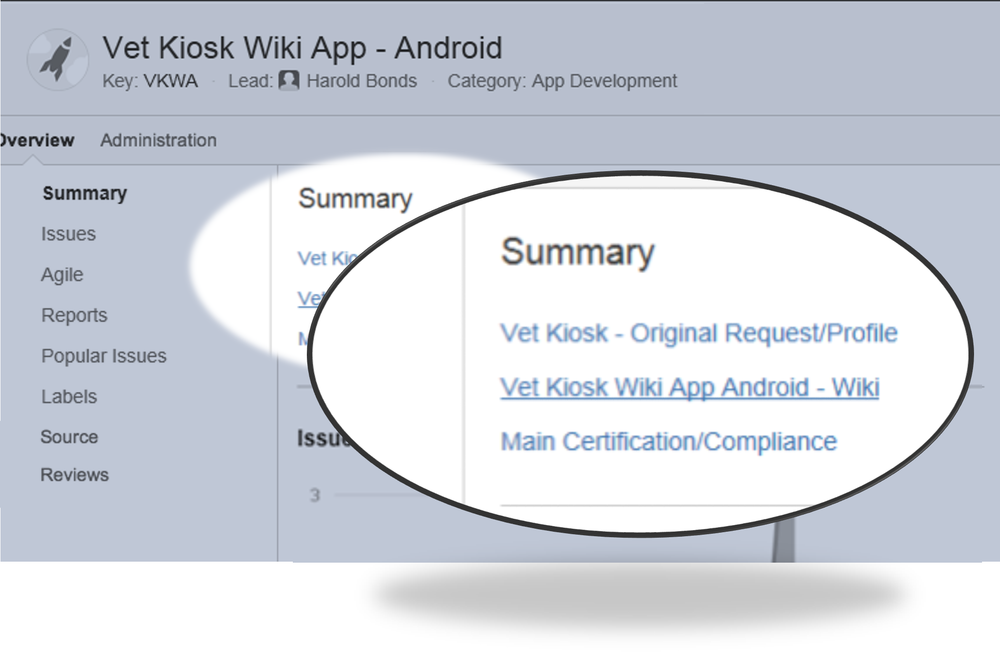 Vet Kiosk Wiki App - Android
Key: VKWA · Lead: Harold Bonds · Category: App Development
Overview Administration
Summary
Issues
Agile
Reports
Popular Issues
Labels
Source
Reviews
Summary
Vet Kio
Vet
M
Issue
3
Summary
Vet Kiosk - Original Request/Profile
Vet Kiosk Wiki App Android - Wiki
Main Certification/Compliance